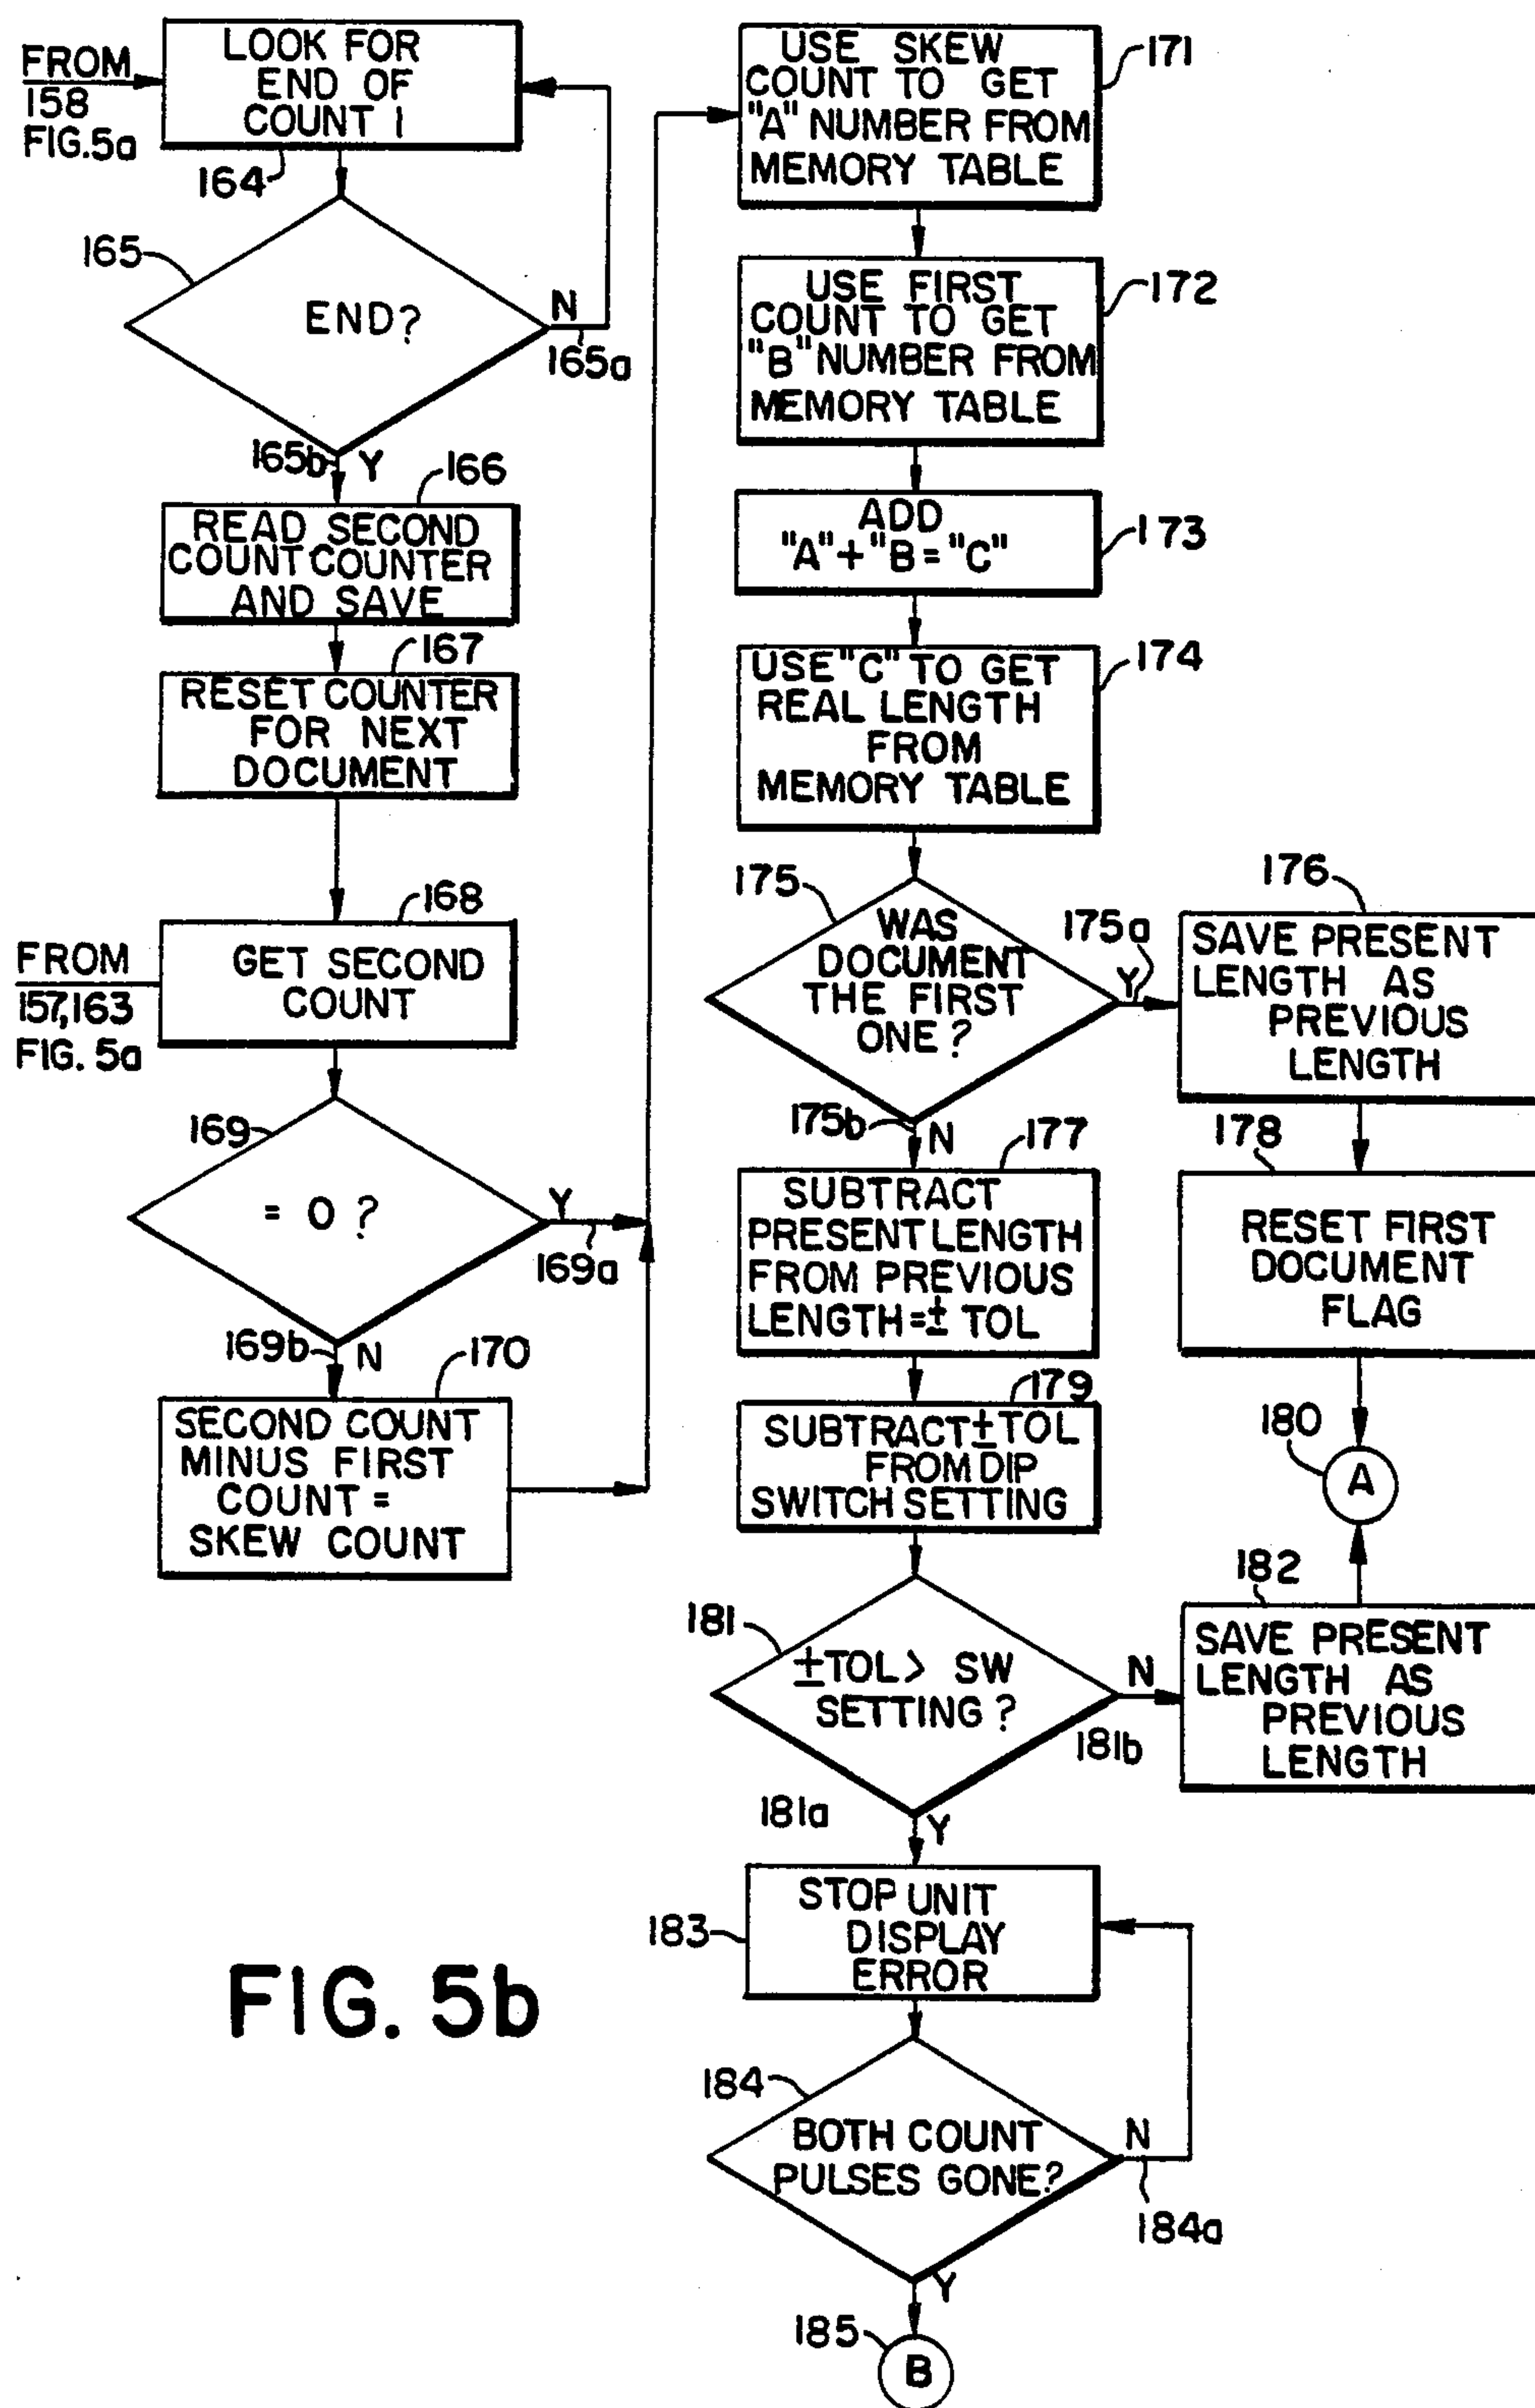 FROM
158
FIG.5a
LOOK FOR
END OF
COUNT 1
164
165
END?
N
165a
165b
Y
166
READ SECOND
COUNT COUNTER
AND SAVE
167
RESET COUNTER
FOR NEXT
DOCUMENT
168
FROM
157,163
FIG. 5a
GET SECOND
COUNT
169
= 0 ?
Y
169a
169b
N
170
SECOND COUNT
MINUS FIRST
COUNT =
SKEW COUNT
USE SKEW
COUNT TO GET
"A" NUMBER FROM
MEMORY TABLE
171
USE FIRST
COUNT TO GET
"B" NUMBER FROM
MEMORY TABLE
172
ADD
"A"+"B="C"
173
USE "C" TO GET
REAL LENGTH
FROM
MEMORY TABLE
174
175
WAS
DOCUMENT
THE FIRST
ONE?
175a
Y
175b
N
176
SAVE PRESENT
LENGTH AS
PREVIOUS
LENGTH
177
SUBTRACT
PRESENT LENGTH
FROM PREVIOUS
LENGTH=± TOL
178
RESET FIRST
DOCUMENT
FLAG
179
SUBTRACT±TOL
FROM DIP
SWITCH SETTING
180
A
181
±TOL> SW
SETTING?
N
181b
181a
Y
182
SAVE PRESENT
LENGTH AS
PREVIOUS
LENGTH
183
STOP UNIT
DISPLAY
ERROR
184
BOTH COUNT
PULSES GONE?
N
184a
Y
185
B
FIG. 5b